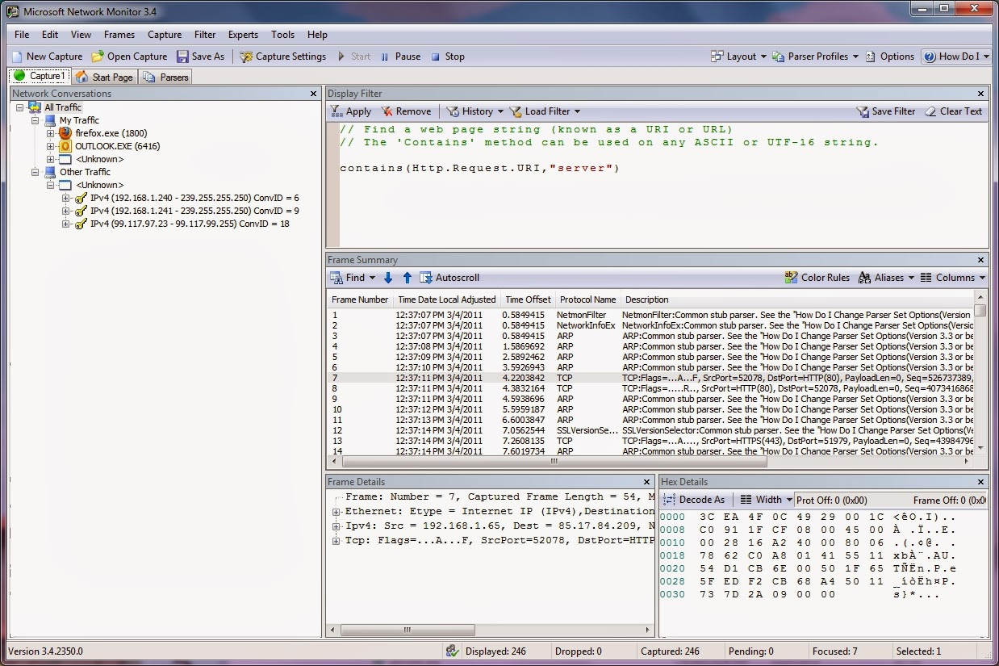 Microsoft Network Monitor 3.4
File Edit View Frames Capture Filter Experts Tools Help
New Capture Open Capture Save As Capture Settings Start Pause Stop Layout Parser Profiles Options How Do I
Capture1 Start Page Parsers
Network Conversations
All Traffic
My Traffic
firefox.exe (1800)
OUTLOOK.EXE (6416)
<Unknown>
Other Traffic
<Unknown>
IPv4 (192.168.1.240 - 239.255.255.250) ConvID = 6
IPv4 (192.168.1.241 - 239.255.255.250) ConvID = 9
IPv4 (99.117.97.23 - 99.117.99.255) ConvID = 18
Display Filter
Apply Remove History Load Filter Save Filter Clear Text
// Find a web page string (known as a URI or URL)
// The 'Contains' method can be used on any ASCII or UTF-16 string.
contains(Http.Request.URI,"server")
Frame Summary
Find Autoscroll Color Rules Aliases Columns
Frame Number Time Date Local Adjusted Time Offset Protocol Name Description
1 12:37:07 PM 3/4/2011 0.5849415 NetmonFilter NetmonFilter:Common stub parser. See the "How Do I Change Parser Set Options(Version
2 12:37:07 PM 3/4/2011 0.5849415 NetworkInfoEx NetworkInfoEx:Common stub parser. See the "How Do I Change Parser Set Options(Version
3 12:37:07 PM 3/4/2011 0.5849415 ARP ARP:Common stub parser. See the "How Do I Change Parser Set Options(Version 3.3 or be
4 12:37:08 PM 3/4/2011 1.5869692 ARP ARP:Common stub parser. See the "How Do I Change Parser Set Options(Version 3.3 or be
5 12:37:09 PM 3/4/2011 2.5892462 ARP ARP:Common stub parser. See the "How Do I Change Parser Set Options(Version 3.3 or be
6 12:37:10 PM 3/4/2011 3.5926943 ARP ARP:Common stub parser. See the "How Do I Change Parser Set Options(Version 3.3 or be
7 12:37:11 PM 3/4/2011 4.2203842 TCP TCP:Flags=...A...F, SrcPort=52078, DstPort=HTTP(80), PayloadLen=0, Seq=526737389,
8 12:37:11 PM 3/4/2011 4.3832164 TCP TCP:Flags=.....R.., SrcPort=HTTP(80), DstPort=52078, PayloadLen=0, Seq=4073416868
9 12:37:11 PM 3/4/2011 4.5938696 ARP ARP:Common stub parser. See the "How Do I Change Parser Set Options(Version 3.3 or be
10 12:37:12 PM 3/4/2011 5.5959187 ARP ARP:Common stub parser. See the "How Do I Change Parser Set Options(Version 3.3 or be
11 12:37:13 PM 3/4/2011 6.6003847 ARP ARP:Common stub parser. See the "How Do I Change Parser Set Options(Version 3.3 or be
12 12:37:14 PM 3/4/2011 7.0562544 SSLVersionSe... SSLVersionSelector:Common stub parser. See the "How Do I Change Parser Set Options(
13 12:37:14 PM 3/4/2011 7.2608135 TCP TCP:Flags=...A...., SrcPort=HTTPS(443), DstPort=51979, PayloadLen=0, Seq=43984796
14 12:37:14 PM 3/4/2011 7.6019734 ARP ARP:Common stub parser. See the "How Do I Change Parser Set Options(Version 3.3 or be
Frame Details
Frame: Number = 7, Captured Frame Length = 54, M
Ethernet: Etype = Internet IP (IPv4),Destination
Ipv4: Src = 192.168.1.65, Dest = 85.17.84.209, N
Tcp: Flags=...A...F, SrcPort=52078, DstPort=HTTP
Hex Details
Decode As Width Prot Off: 0 (0x00) Frame Off: 0 (0x0
0000 3C EA 4F 0C 49 29 00 1C <êO.I)..
0008 C0 91 1F CF 08 00 45 00 À .Ï..E.
0010 00 28 16 A2 40 00 80 06 .(.¢@. .
0018 78 62 C0 A8 01 41 55 11 xbÀ¨.AU.
0020 54 D1 CB 6E 00 50 1F 65 TÑËn.P.e
0028 5F ED F2 CB 68 A4 50 11 _íòËh¤P.
0030 73 7D 2A 09 00 00 s}*...
Version 3.4.2350.0 Displayed: 246 Dropped: 0 Captured: 246 Pending: 0 Focused: 7 Selected: 1